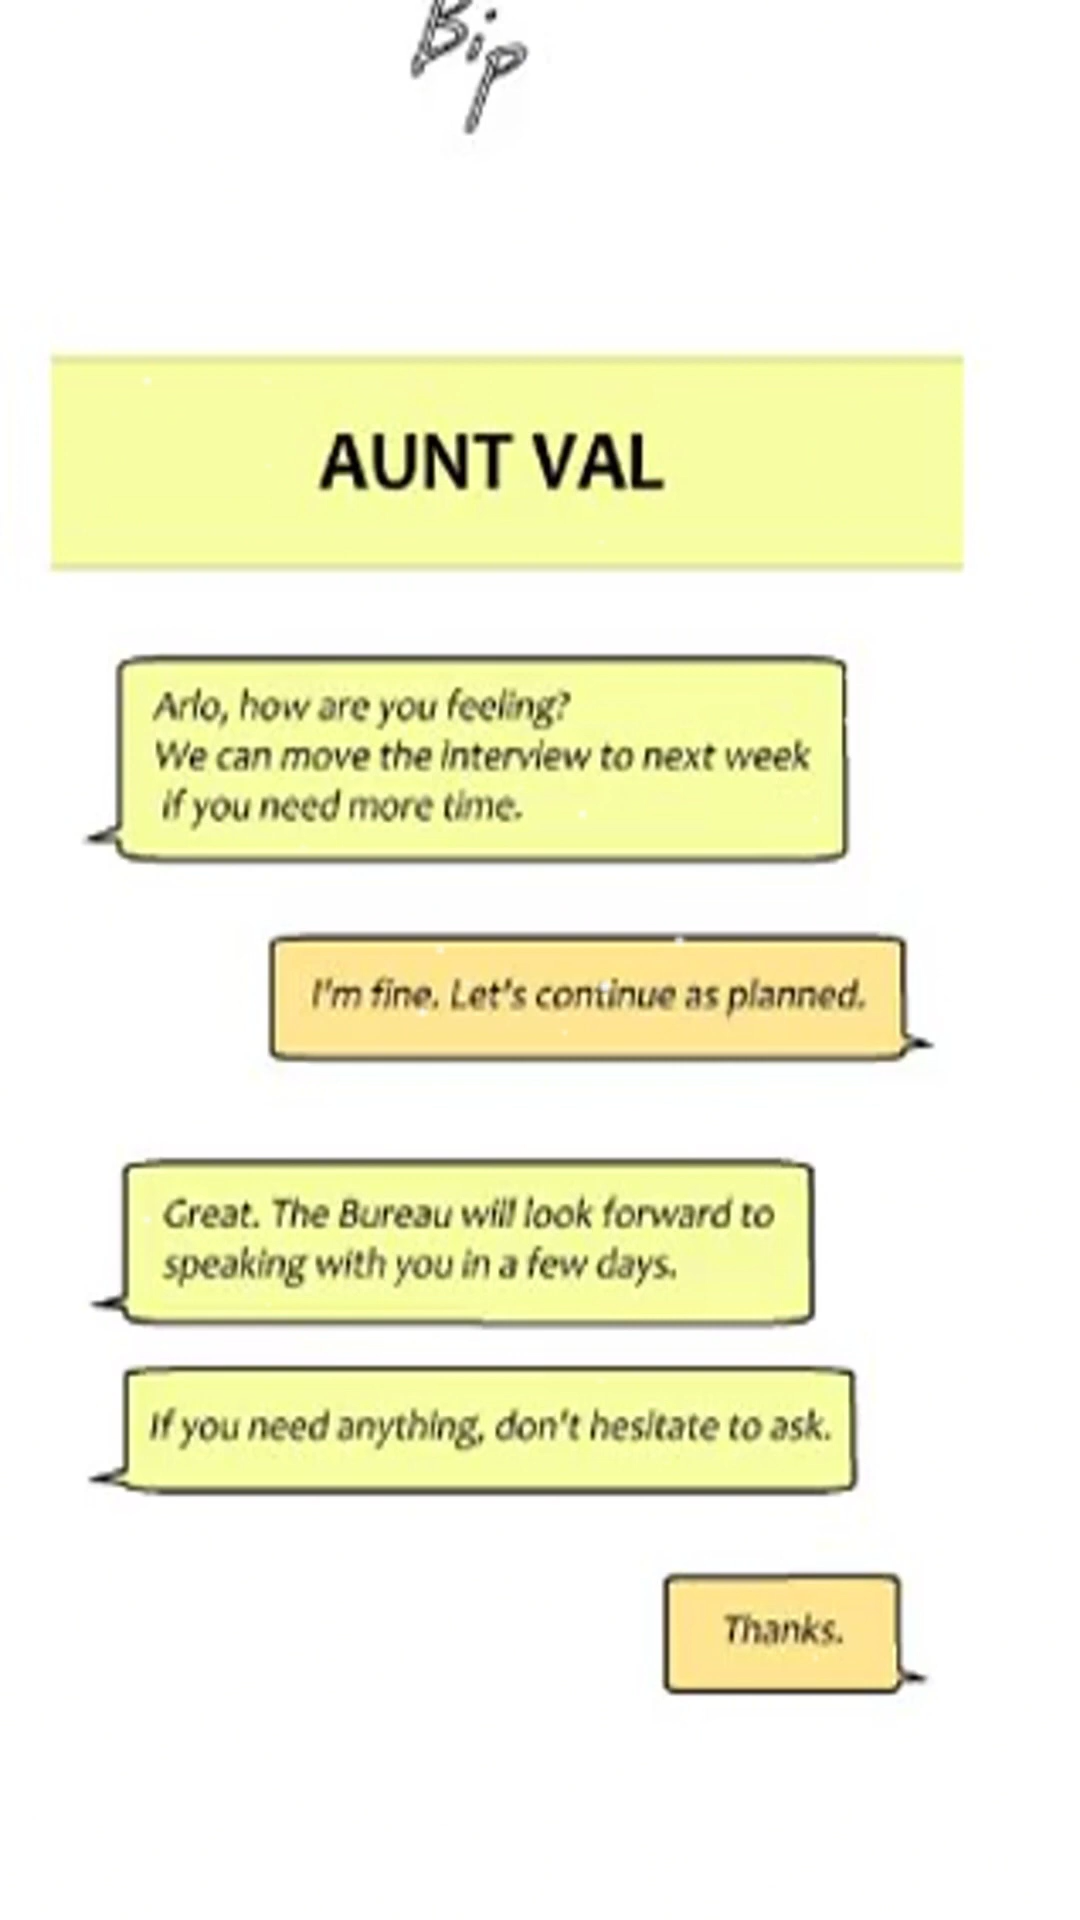 Bip
AUNT VAL
Arlo, how are you feeling?
We can move the interview to next week
if you need more time.
I'm fine. Let's continue as planned.
Great. The Bureau will look forward to
speaking with you in a few days.
If you need anything, don't hesitate to ask.
Thanks.